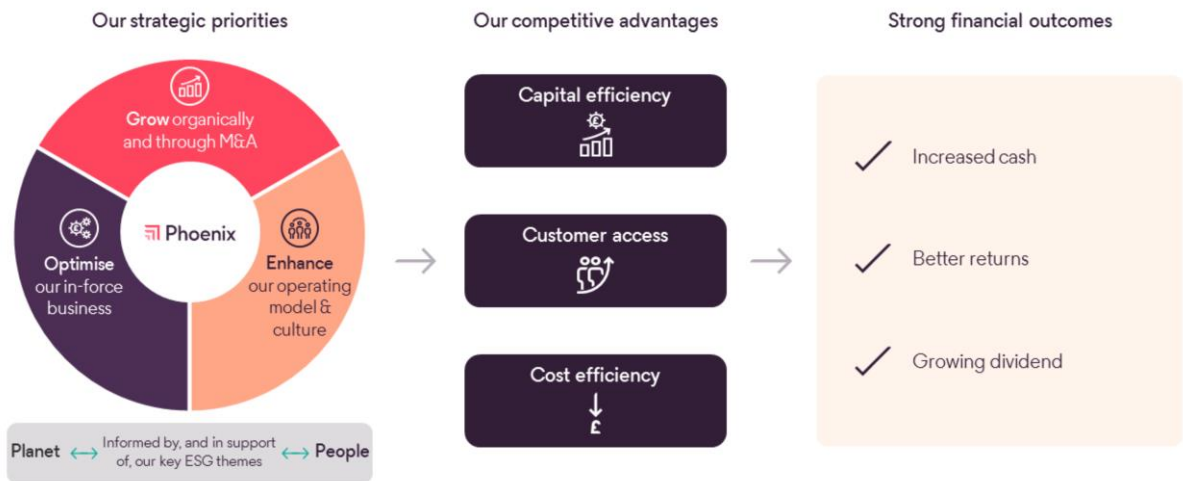 Our strategic priorities
Grow organically
and through M&A
Phoenix
Optimise
our in-force
business
Enhance
our operating
model &
culture
Planet
Informed by, and in support
of, our key ESG themes
People
Our competitive advantages
Capital efficiency
Customer access
Cost efficiency
£
Strong financial outcomes
Increased cash
Better returns
Growing dividend